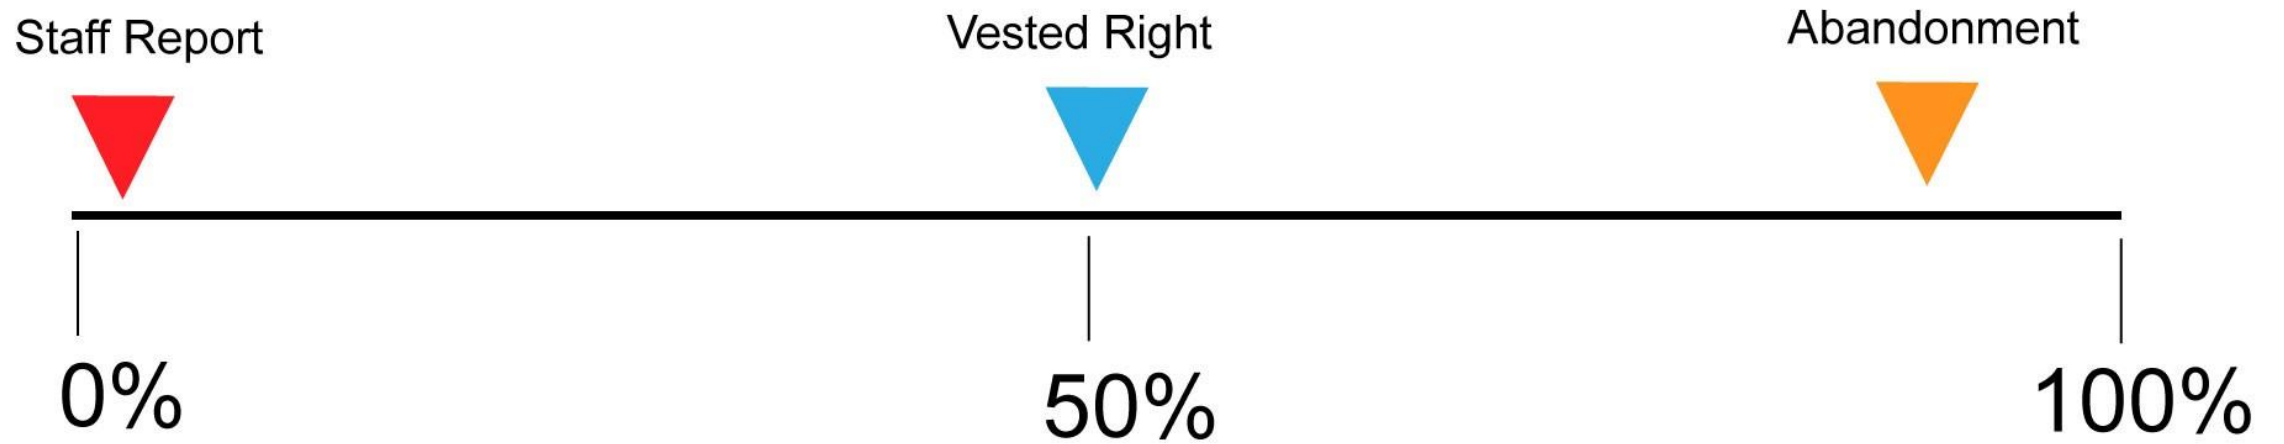 Staff Report
Vested Right
Abandonment
0%
50%
100%